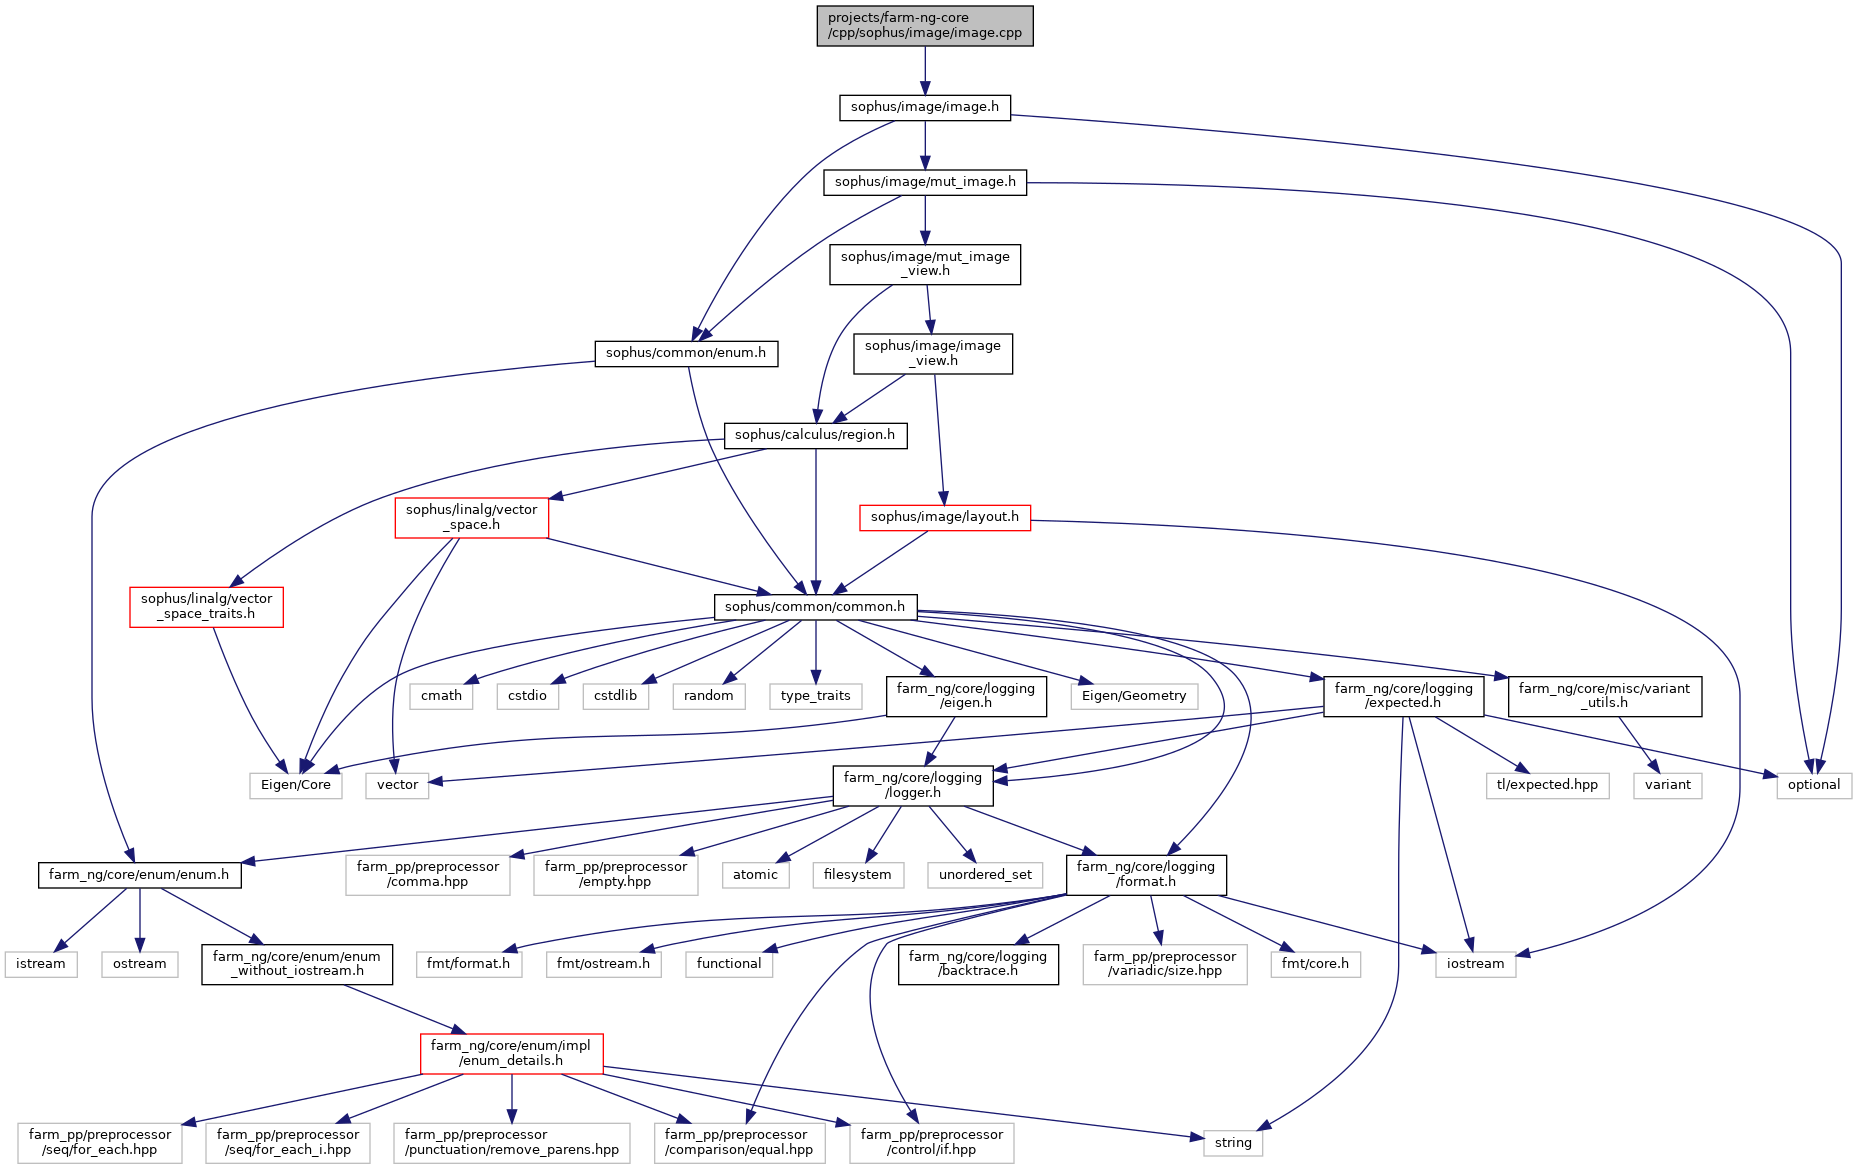 projects/farm-ng-core
/cpp/sophus/image/image.cpp
sophus/image/image.h
sophus/image/mut_image.h
sophus/image/mut_image
_view.h
sophus/common/enum.h
sophus/image/image
_view.h
sophus/calculus/region.h
sophus/linalg/vector
_space.h
sophus/image/layout.h
sophus/linalg/vector
_space_traits.h
sophus/common/common.h
cmath
cstdio
cstdlib
random
type_traits
farm_ng/core/logging
/eigen.h
Eigen/Geometry
farm_ng/core/logging
/expected.h
farm_ng/core/misc/variant
_utils.h
Eigen/Core
vector
farm_ng/core/logging
/logger.h
tl/expected.hpp
variant
optional
farm_ng/core/enum/enum.h
farm_pp/preprocessor
/comma.hpp
farm_pp/preprocessor
/empty.hpp
atomic
filesystem
unordered_set
farm_ng/core/logging
/format.h
istream
ostream
farm_ng/core/enum/enum
_without_iostream.h
fmt/format.h
fmt/ostream.h
functional
farm_ng/core/logging
/backtrace.h
farm_pp/preprocessor
/variadic/size.hpp
fmt/core.h
iostream
farm_ng/core/enum/impl
/enum_details.h
farm_pp/preprocessor
/seq/for_each.hpp
farm_pp/preprocessor
/seq/for_each_i.hpp
farm_pp/preprocessor
/punctuation/remove_parens.hpp
farm_pp/preprocessor
/comparison/equal.hpp
farm_pp/preprocessor
/control/if.hpp
string